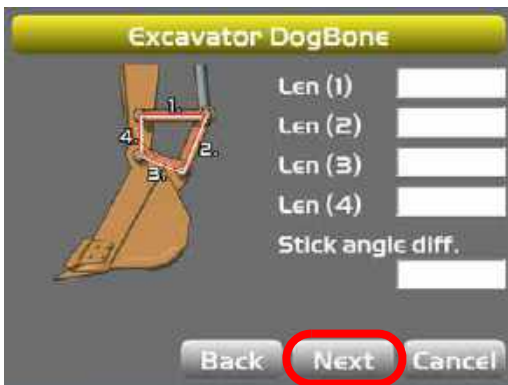 Excavator DogBone
1.
2.
3.
4.
Len (1)
Len (2)
Len (3)
Len (4)
Stick angle diff.
Back Next Cancel